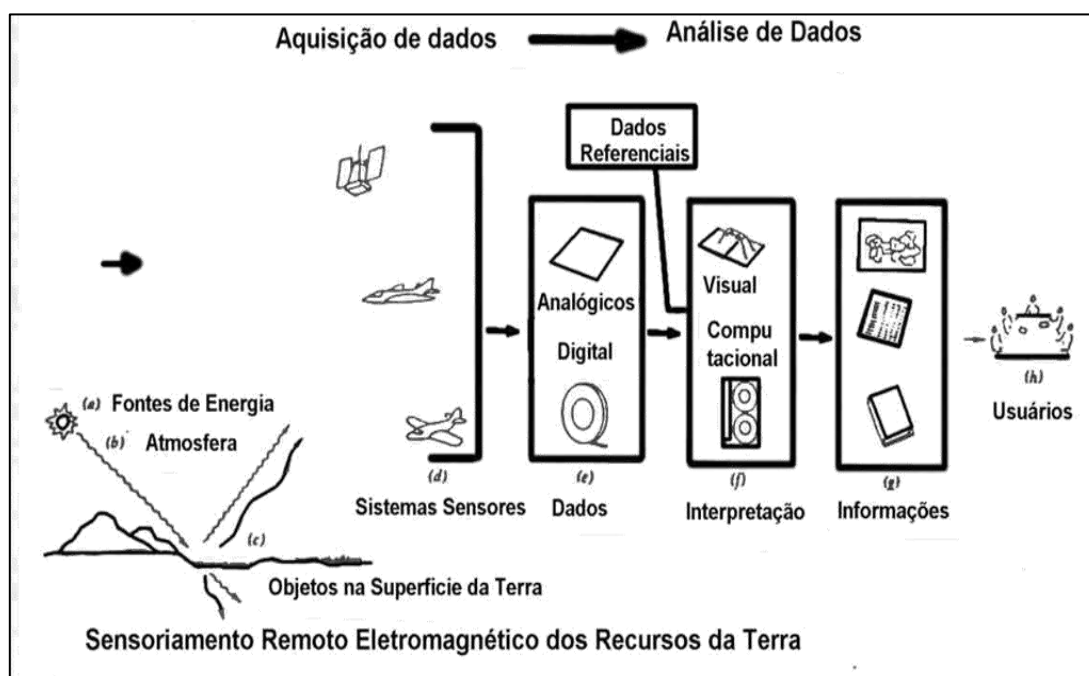 Aquisição de dados
Análise de Dados
Dados
Referenciais
Analógicos
Digital
Visual
Compu
tacional
(a) Fontes de Energia
(b) Atmosfera
(c)
Objetos na Superficie da Terra
(d)
Sistemas Sensores
(e)
Dados
(f)
Interpretação
(g)
Informações
(h)
Usuários
Sensoriamento Remoto Eletromagnético dos Recursos da Terra